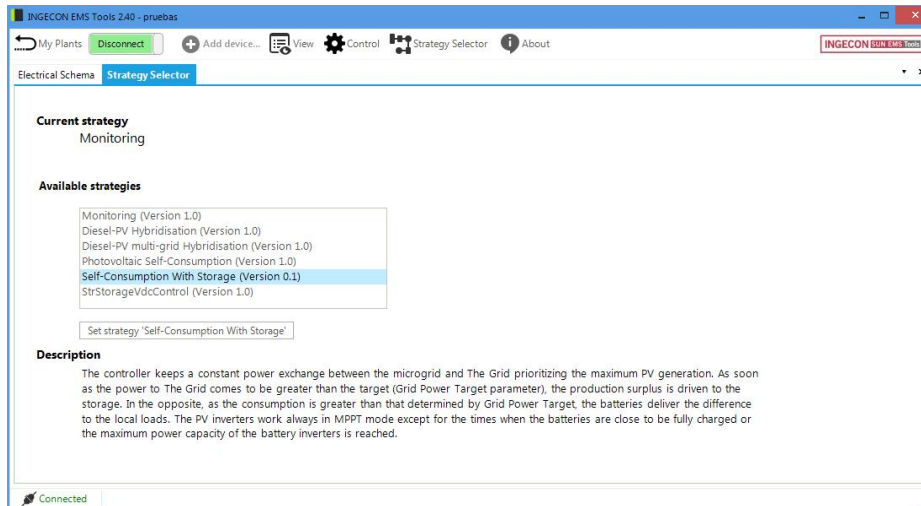 INGECON EMS Tools 2.40 - pruebas
My Plants Disconnect Add device... View Control Strategy Selector About
INGECON SUN EMS Tools
Electrical Schema Strategy Selector
Current strategy
Monitoring
Available strategies
Monitoring (Version 1.0)
Diesel-PV Hybridisation (Version 1.0)
Diesel-PV multi-grid Hybridisation (Version 1.0)
Photovoltaic Self-Consumption (Version 1.0)
Self-Consumption With Storage (Version 0.1)
StrStorageVdcControl (Version 1.0)
Set strategy 'Self-Consumption With Storage'
Description
The controller keeps a constant power exchange between the microgrid and The Grid prioritizing the maximum PV generation. As soon
as the power to The Grid comes to be greater than the target (Grid Power Target parameter), the production surplus is driven to the
storage. In the opposite, as the consumption is greater than that determined by Grid Power Target, the batteries deliver the difference
to the local loads. The PV inverters work always in MPPT mode except for the times when the batteries are close to be fully charged or
the maximum power capacity of the battery inverters is reached.
Connected